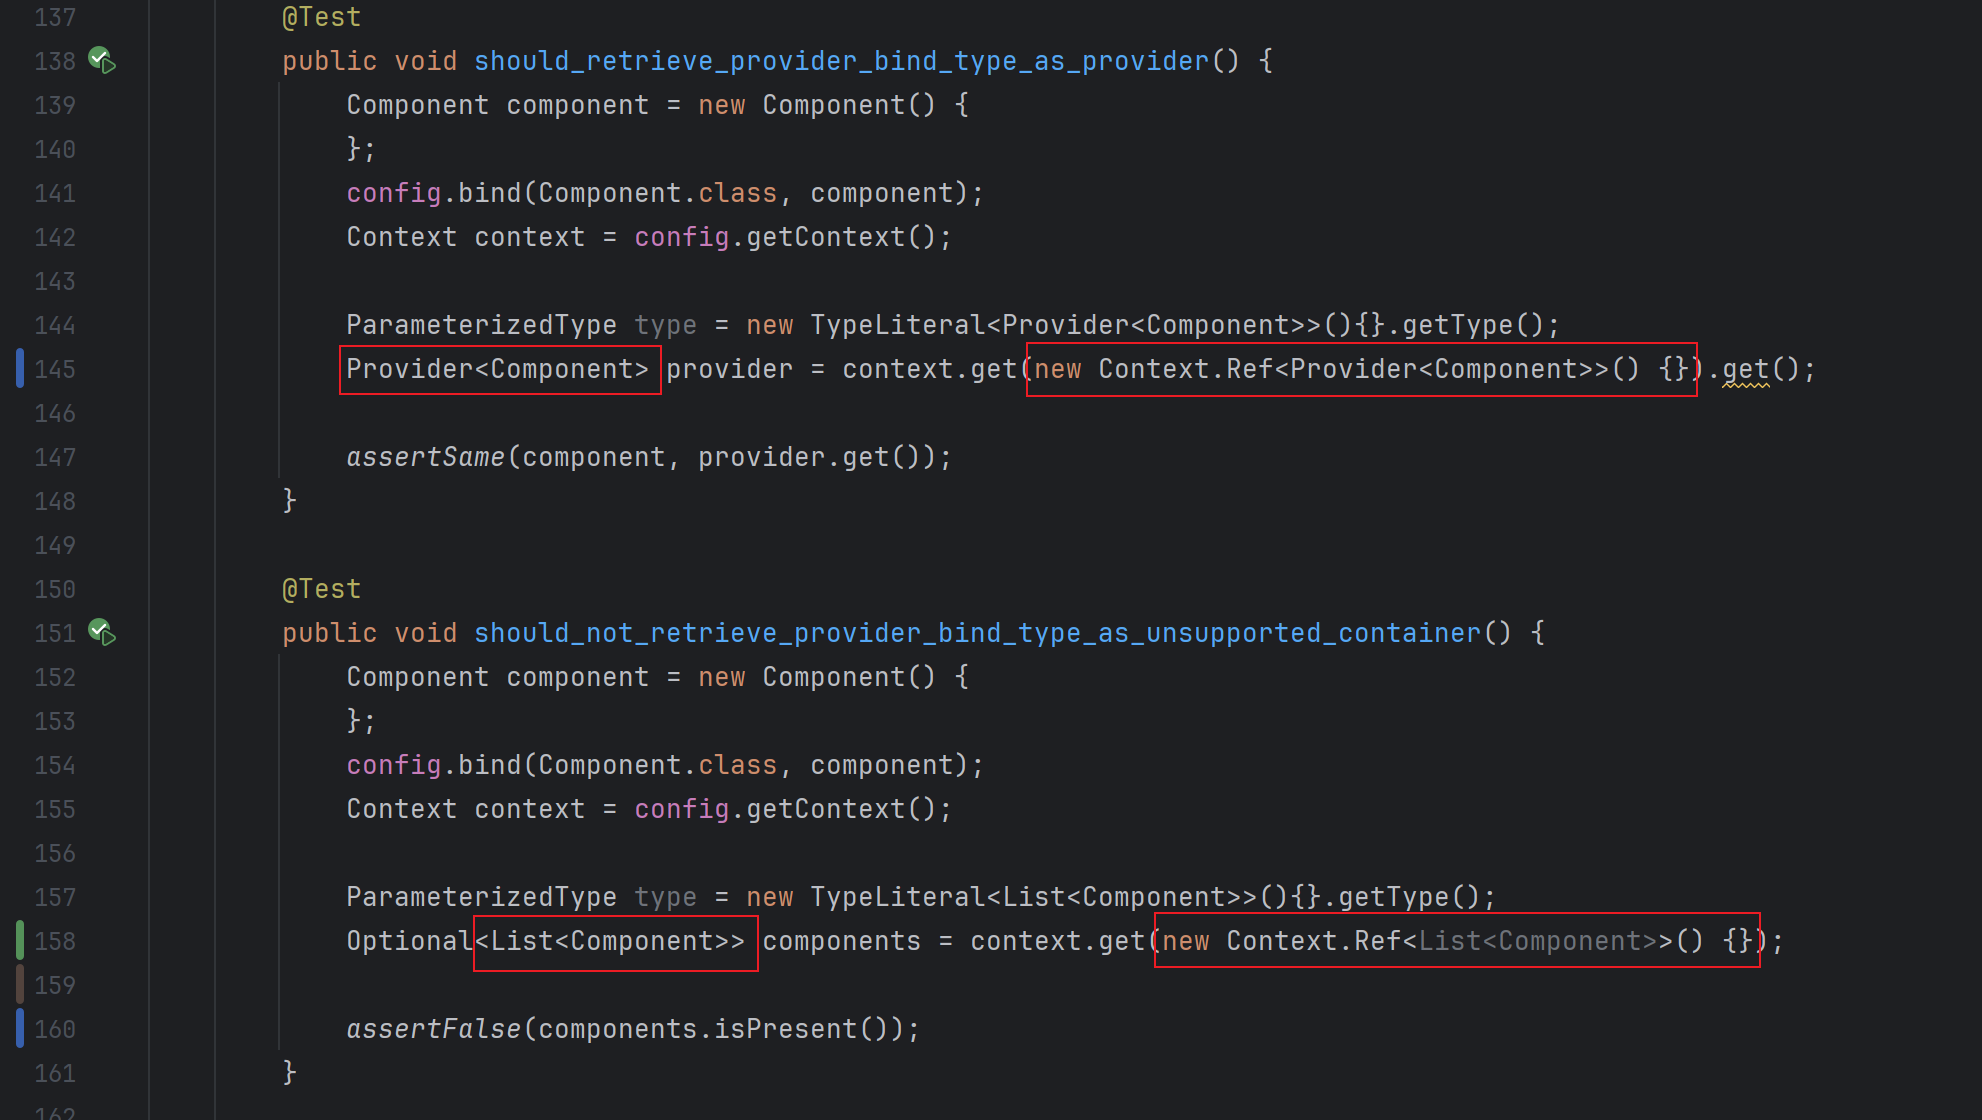 137 @Test
138 public void should_retrieve_provider_bind_type_as_provider() {
139 Component component = new Component() {
140 };
141 config.bind(Component.class, component);
142 Context context = config.getContext();
143
144 ParameterizedType type = new TypeLiteral<Provider<Component>>(){}.getType();
145 Provider<Component> provider = context.get(new Context.Ref<Provider<Component>>() {}).get();
146
147 assertSame(component, provider.get());
148 }
149
150 @Test
151 public void should_not_retrieve_provider_bind_type_as_unsupported_container() {
152 Component component = new Component() {
153 };
154 config.bind(Component.class, component);
155 Context context = config.getContext();
156
157 ParameterizedType type = new TypeLiteral<List<Component>>(){}.getType();
158 Optional<List<Component>> components = context.get(new Context.Ref<List<Component>>() {});
159
160 assertFalse(components.isPresent());
161 }
162